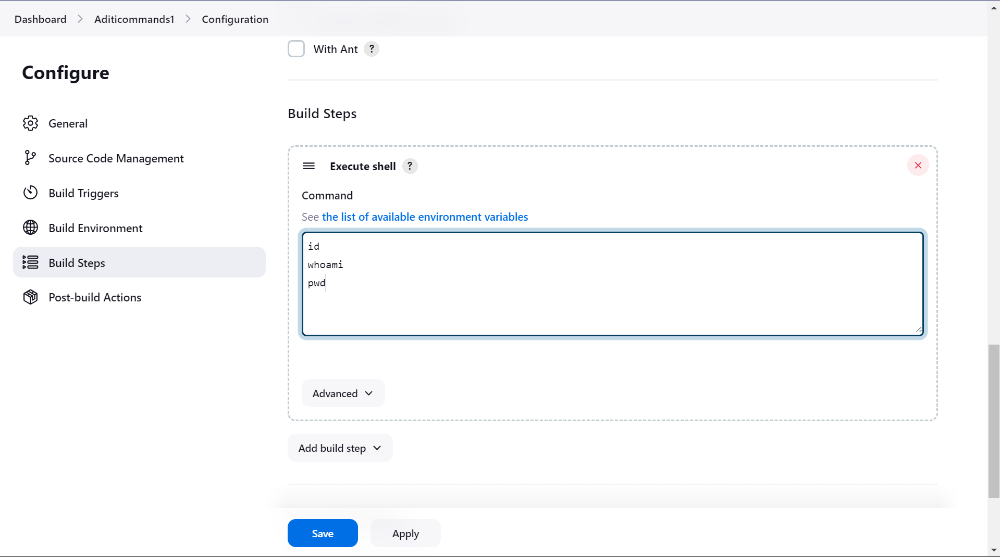 Dashboard > Aditicommands1 > Configuration
With Ant ?
Configure
General
Source Code Management
Build Triggers
Build Environment
Build Steps
Post-build Actions
Build Steps
Execute shell ?
Command
See the list of available environment variables
id
whoami
pwd
Advanced
Add build step
Save Apply